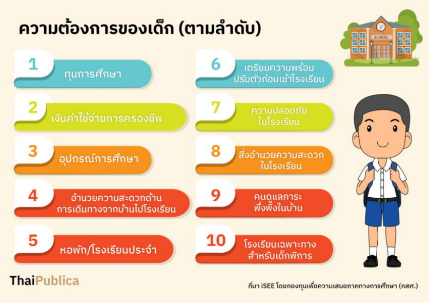 ความต้องการของเด็ก (ตามลำดับ)
1
ทุนการศึกษา
2
เงินค่าใช้จ่ายการครองชีพ
3
อุปกรณ์การศึกษา
4
อำนวยความสะดวกด้าน
การเดินทางจากบ้านไปโรงเรียน
5
หอพัก/โรงเรียนประจำ
6
เตรียมความพร้อม
ปรับตัวก่อนเข้าโรงเรียน
7
ความปลอดภัย
ในโรงเรียน
8
สิ่งอำนวยความสะดวก
ในโรงเรียน
9
คนดูแลภาระ
พึ่งพิงในบ้าน
10
โรงเรียนเฉพาะทาง
สำหรับเด็กพิการ
ThaiPublica
ที่มา iSEE โดยกองทุนเพื่อความเสมอภาคทางการศึกษา (กสศ.)